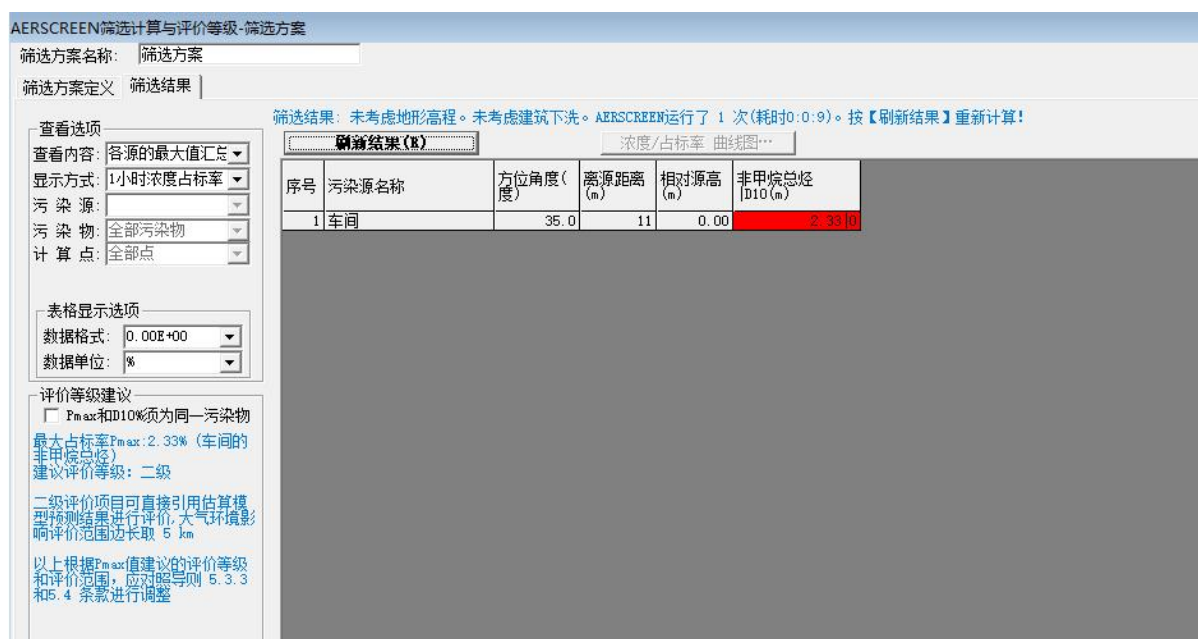 AERSCREEN筛选计算与评价等级-筛选方案
筛选方案名称: 筛选方案
筛选方案定义 筛选结果
筛选结果: 未考虑地形高程。未考虑建筑下洗。AERSCREEN运行了 1 次(耗时0:0:9)。按【刷新结果】重新计算!
刷新结果(R) 浓度/占标率 曲线图…
查看选项
查看内容: 各源的最大值汇总
显示方式: 1小时浓度占标率
污 染 源:
污 染 物: 全部污染物
计 算 点: 全部点
表格显示选项
数据格式: 0.00E+00
数据单位: %
评价等级建议
Pmax和D10%须为同一污染物
最大占标率Pmax:2.33% (车间的
非甲烷总烃)
建议评价等级: 二级
二级评价项目可直接引用估算模
型预测结果进行评价,大气环境影
响评价范围边长取 5 km
以上根据Pmax值建议的评价等级
和评价范围, 应对照导则 5.3.3
和5.4 条款进行调整
序号 污染源名称 方位角度(度) 离源距离(m) 相对源高(m) 非甲烷总烃|D10(m)
1 车间 35.0 11 0.00 2.33|0